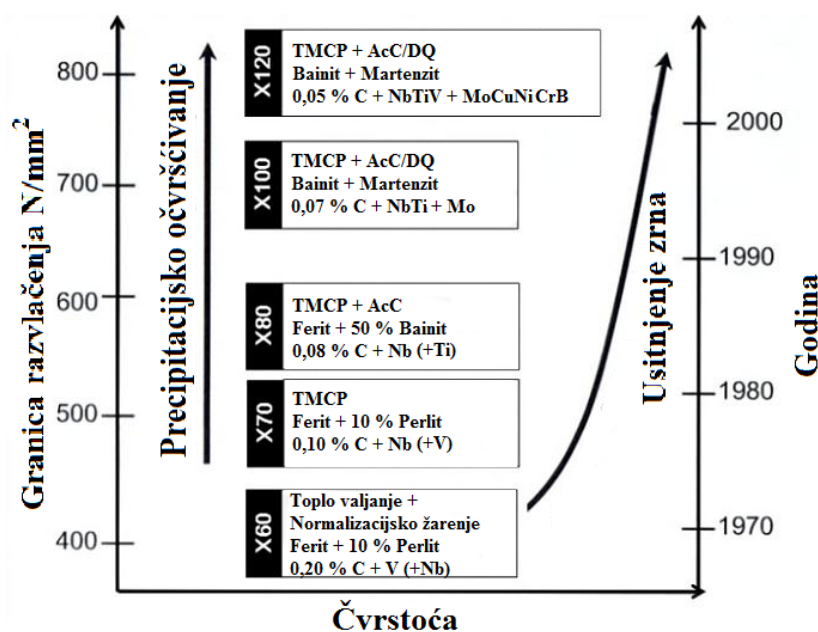 Granica razvlačenja N/mm²
800
700
600
500
400
Precipitacijsko očvršćivanje
X120
TMCP + AcC/DQ
Bainit + Martenzit
0,05 % C + NbTiV + MoCuNiCrB
X100
TMCP + AcC/DQ
Bainit + Martenzit
0,07 % C + NbTi + Mo
X80
TMCP + AcC
Ferit + 50 % Bainit
0,08 % C + Nb (+Ti)
X70
TMCP
Ferit + 10 % Perlit
0,10 % C + Nb (+V)
X60
Toplo valjanje +
Normalizacijsko žarenje
Ferit + 10 % Perlit
0,20 % C + V (+Nb)
Usitnjenje zrna
2000
1990
1980
1970
Godina
Čvrstoća